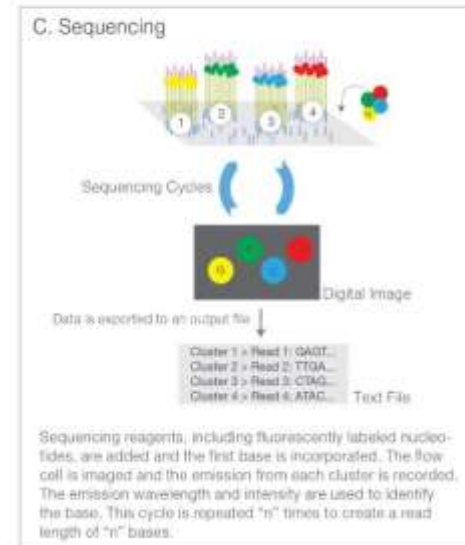 C. Sequencing
1
2
3
4
Sequencing Cycles
G
Digital Image
Data is exported to an output file
Cluster 1 > Read 1: GAGT...
Cluster 2 > Read 2: TTGA...
Cluster 3 > Read 3: CTAG...
Cluster 4 > Read 4: ATAC...
Text File
Sequencing reagents, including fluorescently labeled nucleo-
tides, are added and the first base is incorporated. The flow
cell is imaged and the emission from each cluster is recorded.
The emission wavelength and intensity are used to identify
the base. This cycle is repeated “n” times to create a read
length of “n” bases.